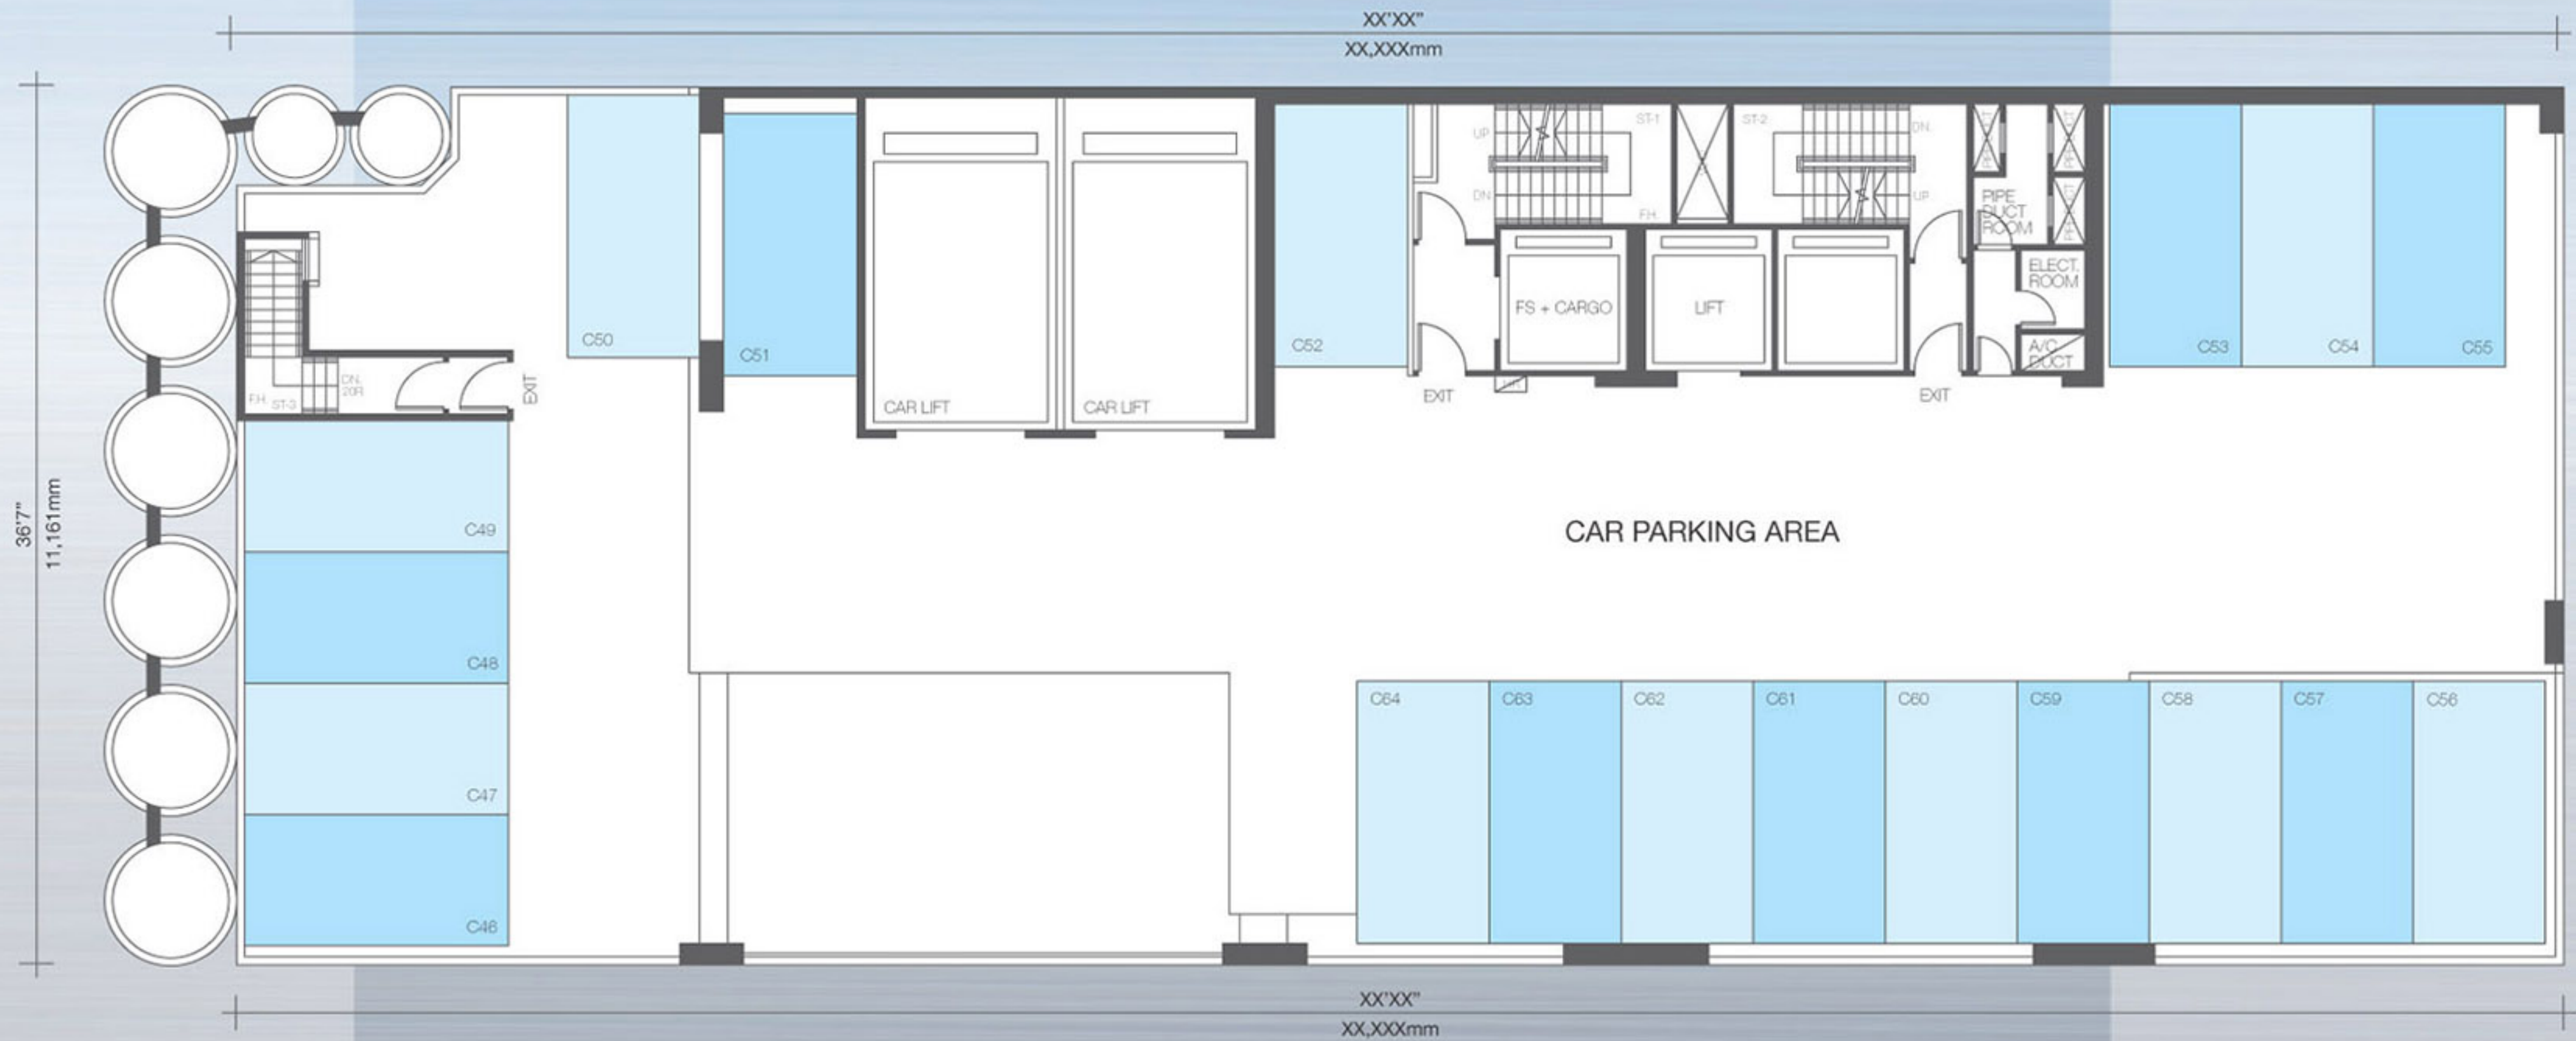 XX'XX"
XX,XXXmm
36'7"
11,161mm
C50
C51
CAR LIFT
CAR LIFT
C52
UP
DN
ST-1
F.H.
ST-2
DN.
UP
PIPE
DUCT
ROOM
ELECT.
ROOM
A/C
DUCT
FS + CARGO
LIFT
EXIT
EXIT
C53
C54
C55
F.H.
ST-3
DN.
20R
EXIT
C49
C48
C47
C46
CAR PARKING AREA
C64
C63
C62
C61
C60
C59
C58
C57
C56
XX'XX"
XX,XXXmm